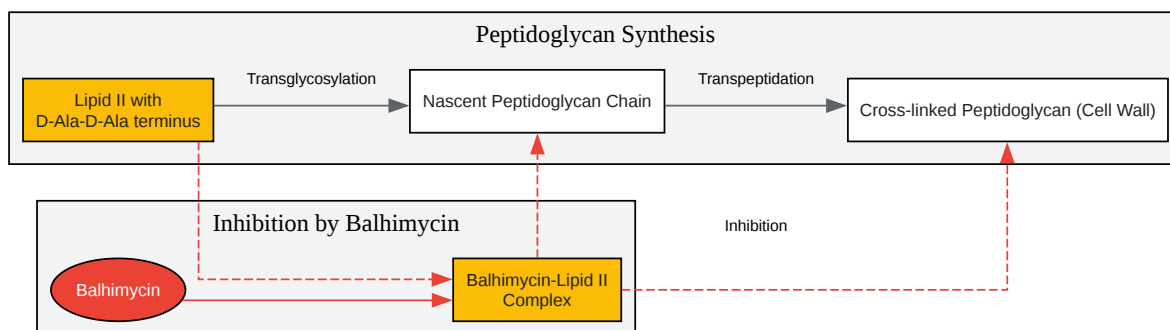 Peptidoglycan Synthesis
Transglycosylation
Transpeptidation
Lipid II with
D-Ala-D-Ala terminus
Nascent Peptidoglycan Chain
Cross-linked Peptidoglycan (Cell Wall)
Inhibition by Balhimycin
Inhibition
Balhimycin
Balhimycin-Lipid II
Complex